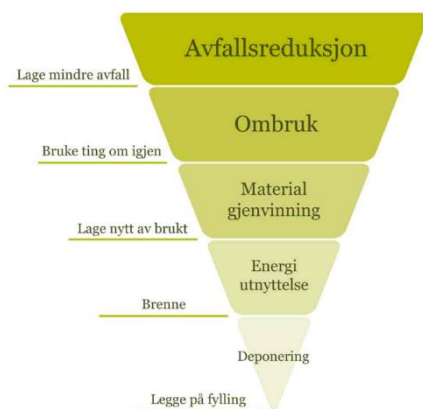 Avfallsreduksjon
Lage mindre avfall
Ombruk
Bruke ting om igjen
Material
gjenvinning
Lage nytt av brukt
Energi
utnyttelse
Brenne
Deponering
Legge på fylling